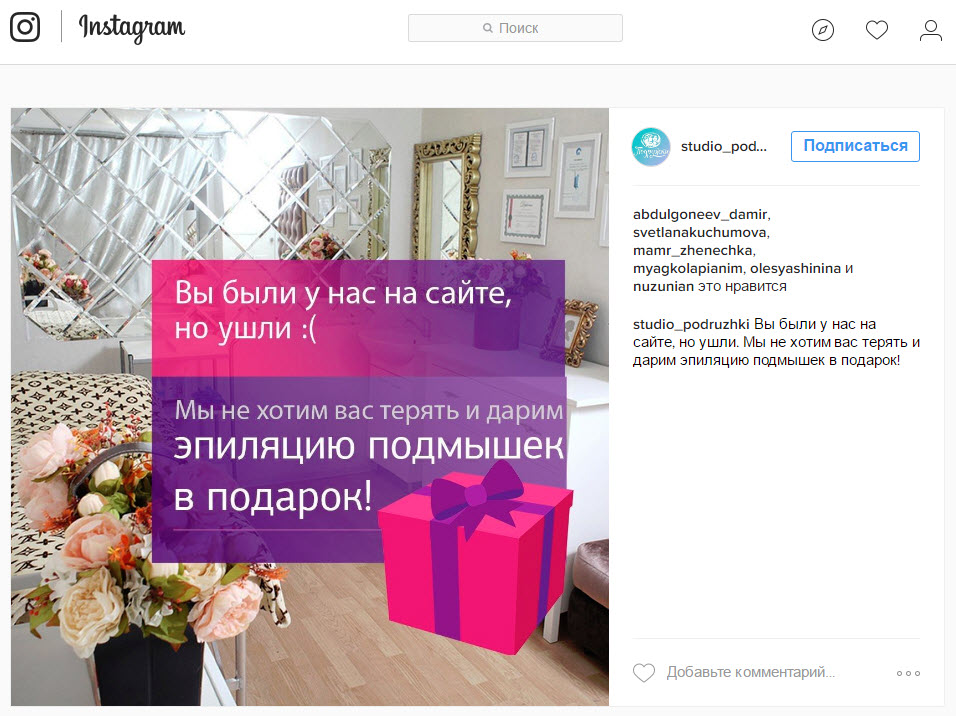 Instagram
Поиск
Вы были у нас на сайте,
но ушли :(
Мы не хотим вас терять и дарим
эпиляцию подмышек
в подарок!
studio_pod...
Подписаться
abdulgoneev_damir,
svetlanakuchumova,
mamr_zhenechka,
myagkolapianim, olesyashinina и
nuzunian это нравится
studio_podruzhki Вы были у нас на
сайте, но ушли. Мы не хотим вас терять и
дарим эпиляцию подмышек в подарок!
Добавьте комментарий...